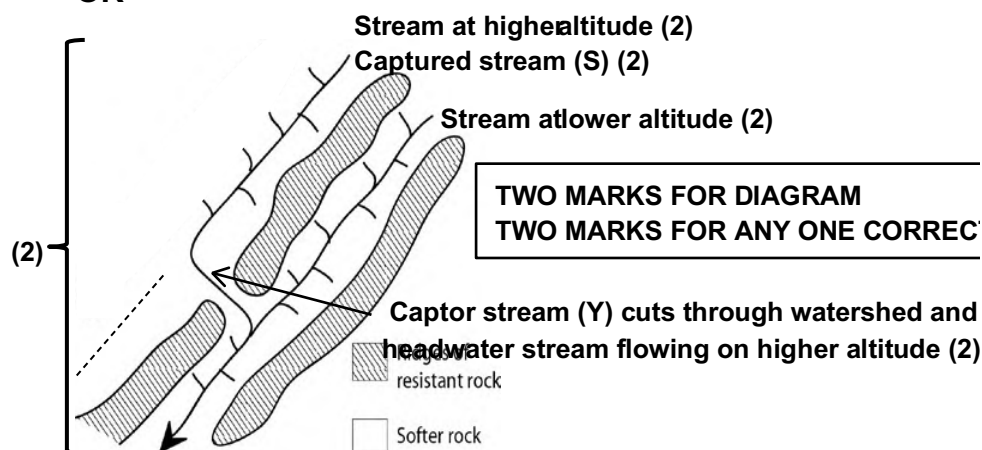 Stream at higher altitude (2)
Captured stream (S) (2)
Stream at lower altitude (2)
TWO MARKS FOR DIAGRAM
TWO MARKS FOR ANY ONE CORRECT
(2)
Captor stream (Y) cuts through watershed and
headwater stream flowing on higher altitude (2)
Ridges of
resistant rock
Softer rock